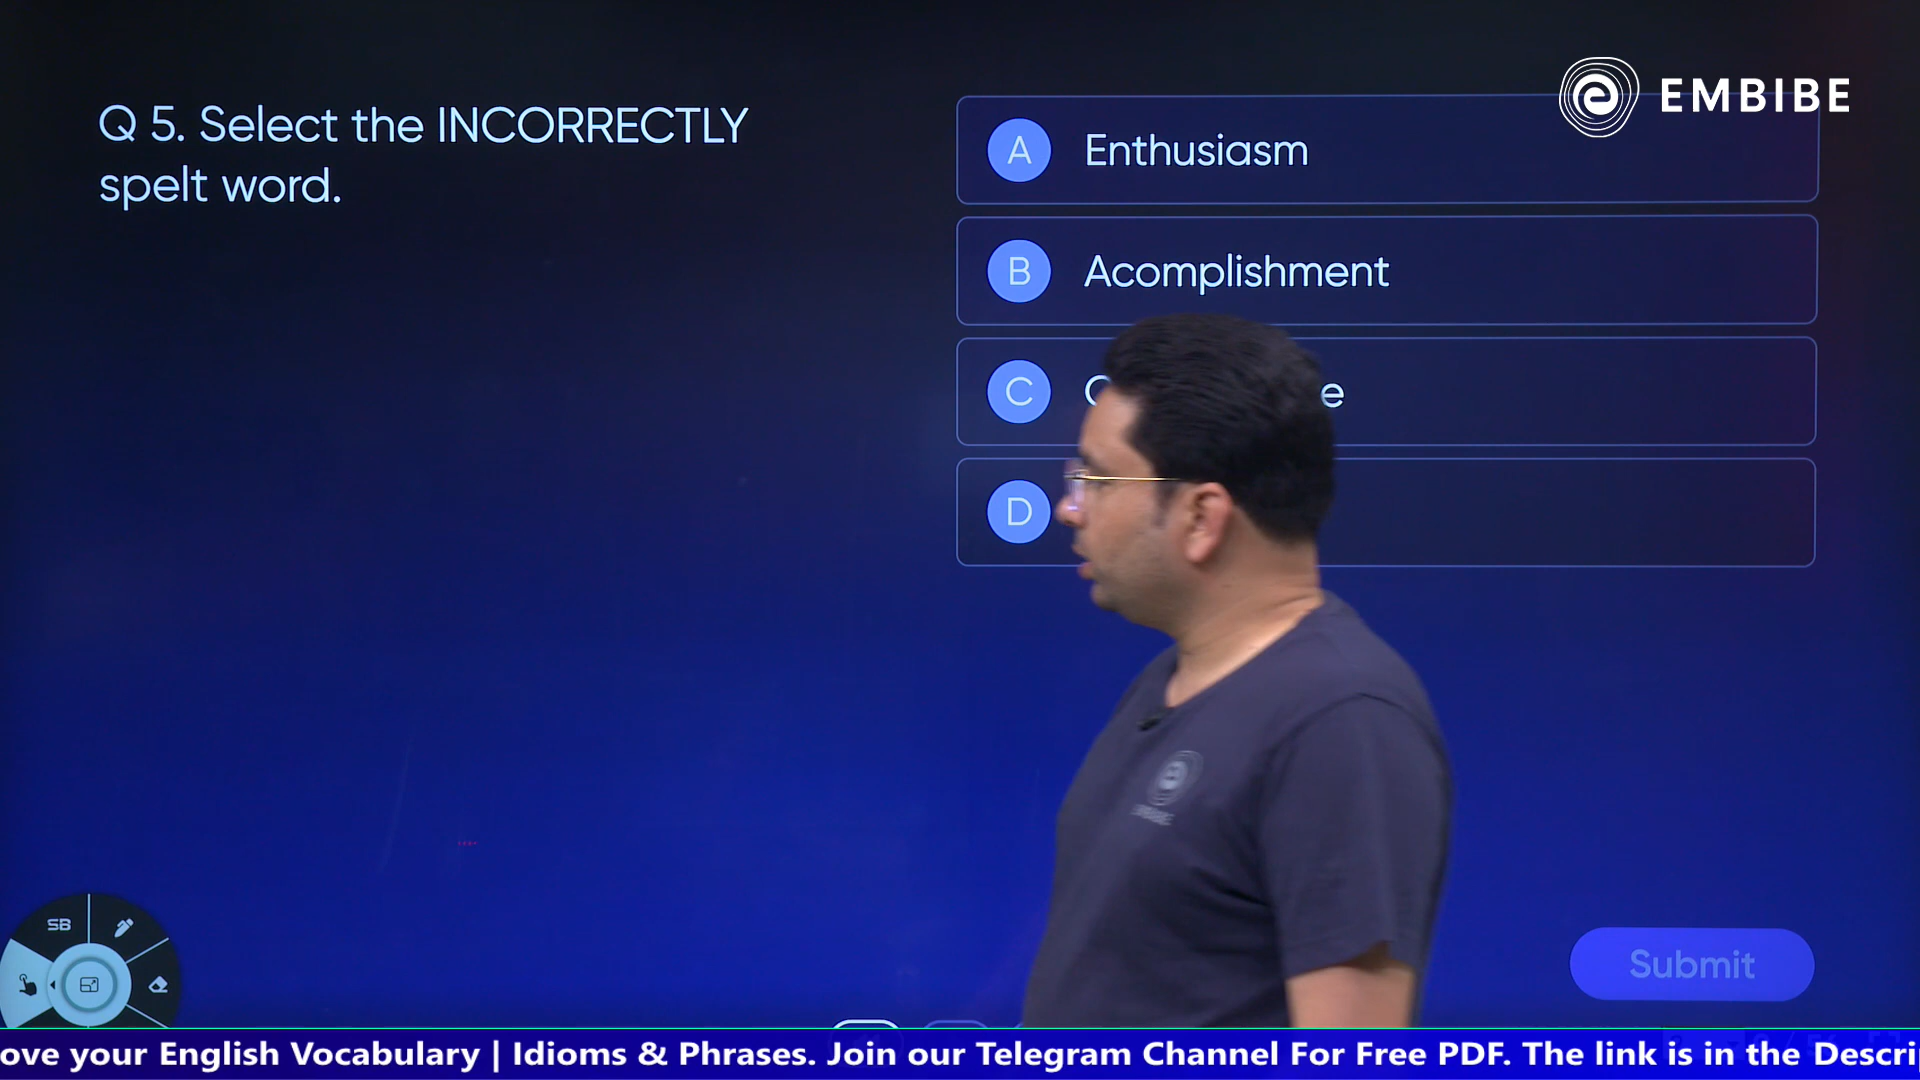 Q 5. Select the INCORRECTLY
spelt word.
EMBIBE
A Enthusiasm
B Acomplishment
C
D
SB
Submit
ove your English Vocabulary | Idioms & Phrases. Join our Telegram Channel For Free PDF. The link is in the Descri